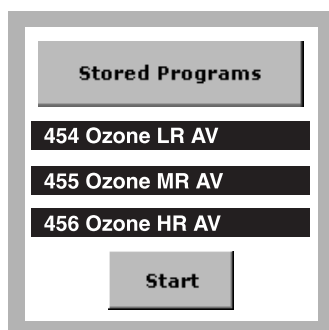 Stored Programs
454 Ozone LR AV
455 Ozone MR AV
456 Ozone HR AV
Start